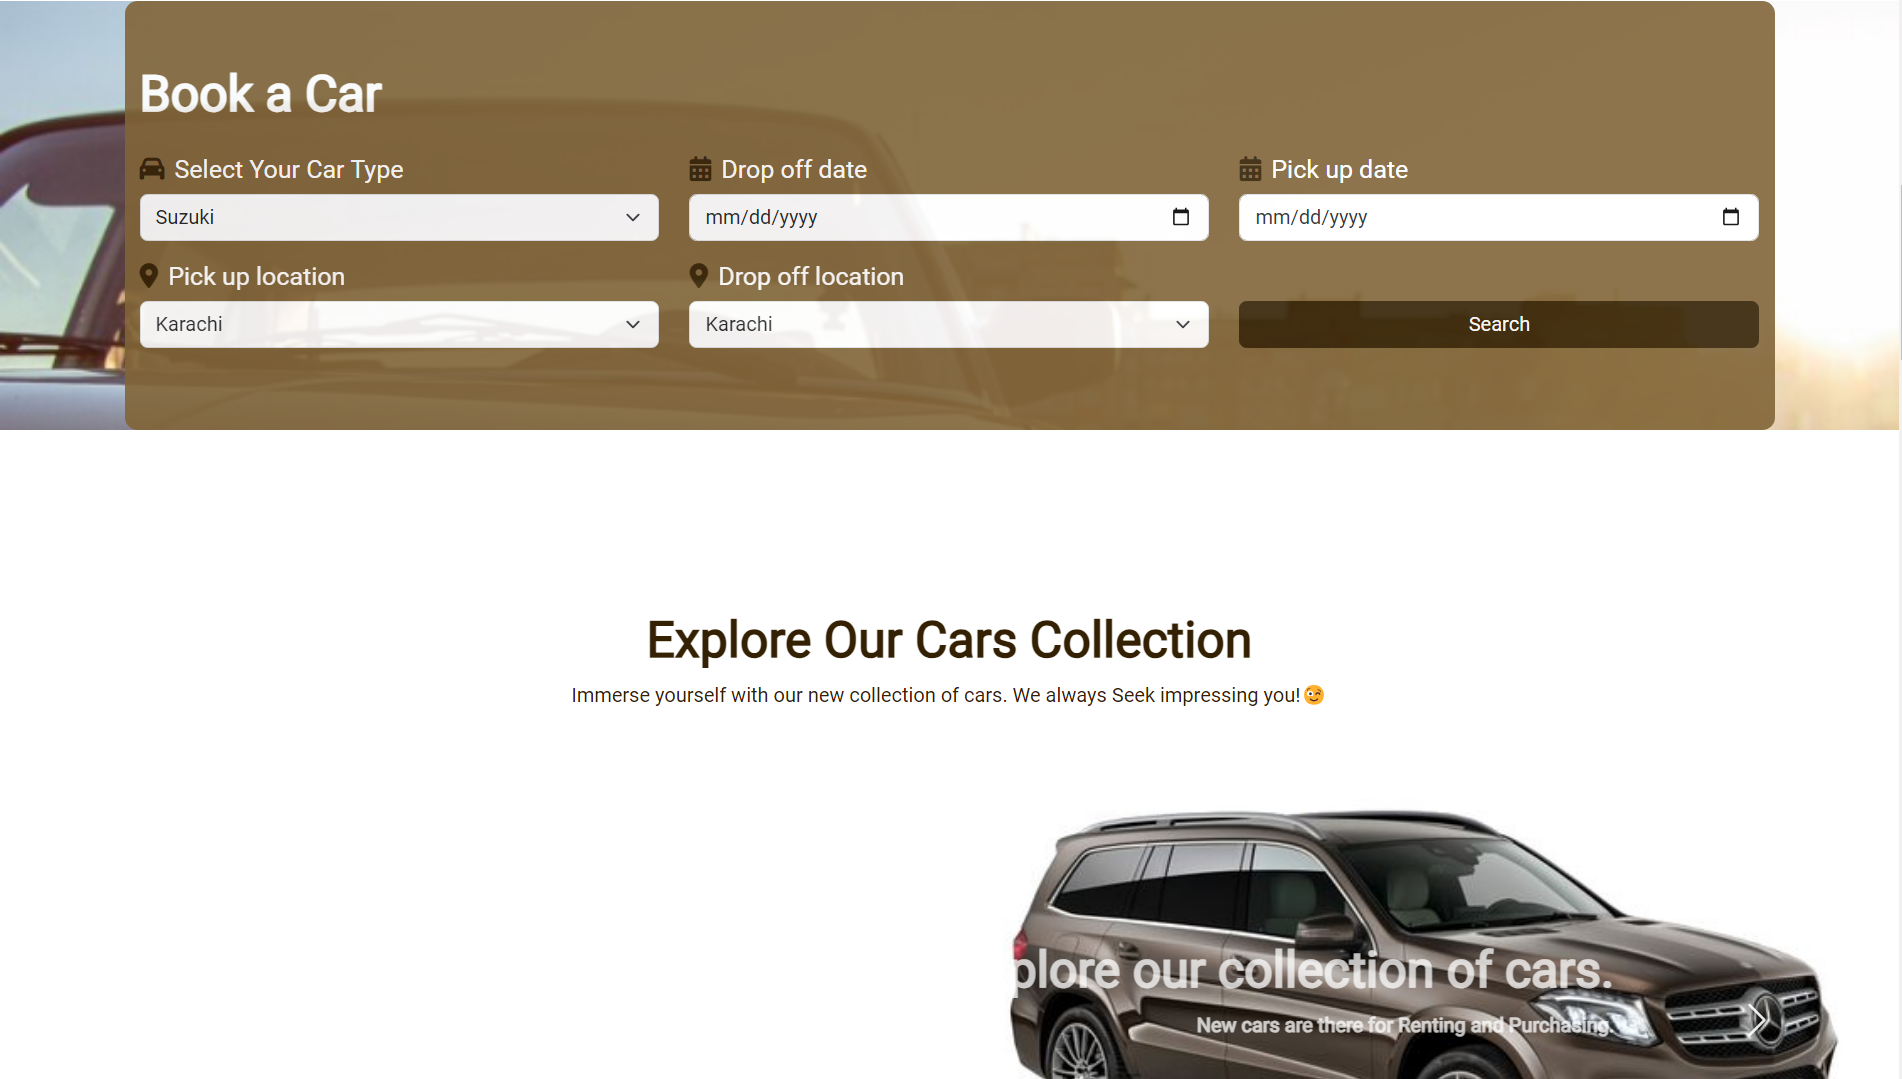 Book a Car
Select Your Car Type
Drop off date
Pick up date
Suzuki
mm/dd/yyyy
mm/dd/yyyy
Pick up location
Drop off location
Karachi
Karachi
Search
Explore Our Cars Collection
Immerse yourself with our new collection of cars. We always Seek impressing you!😉
plore our collection of cars.
New cars are there for Renting and Purchasing.